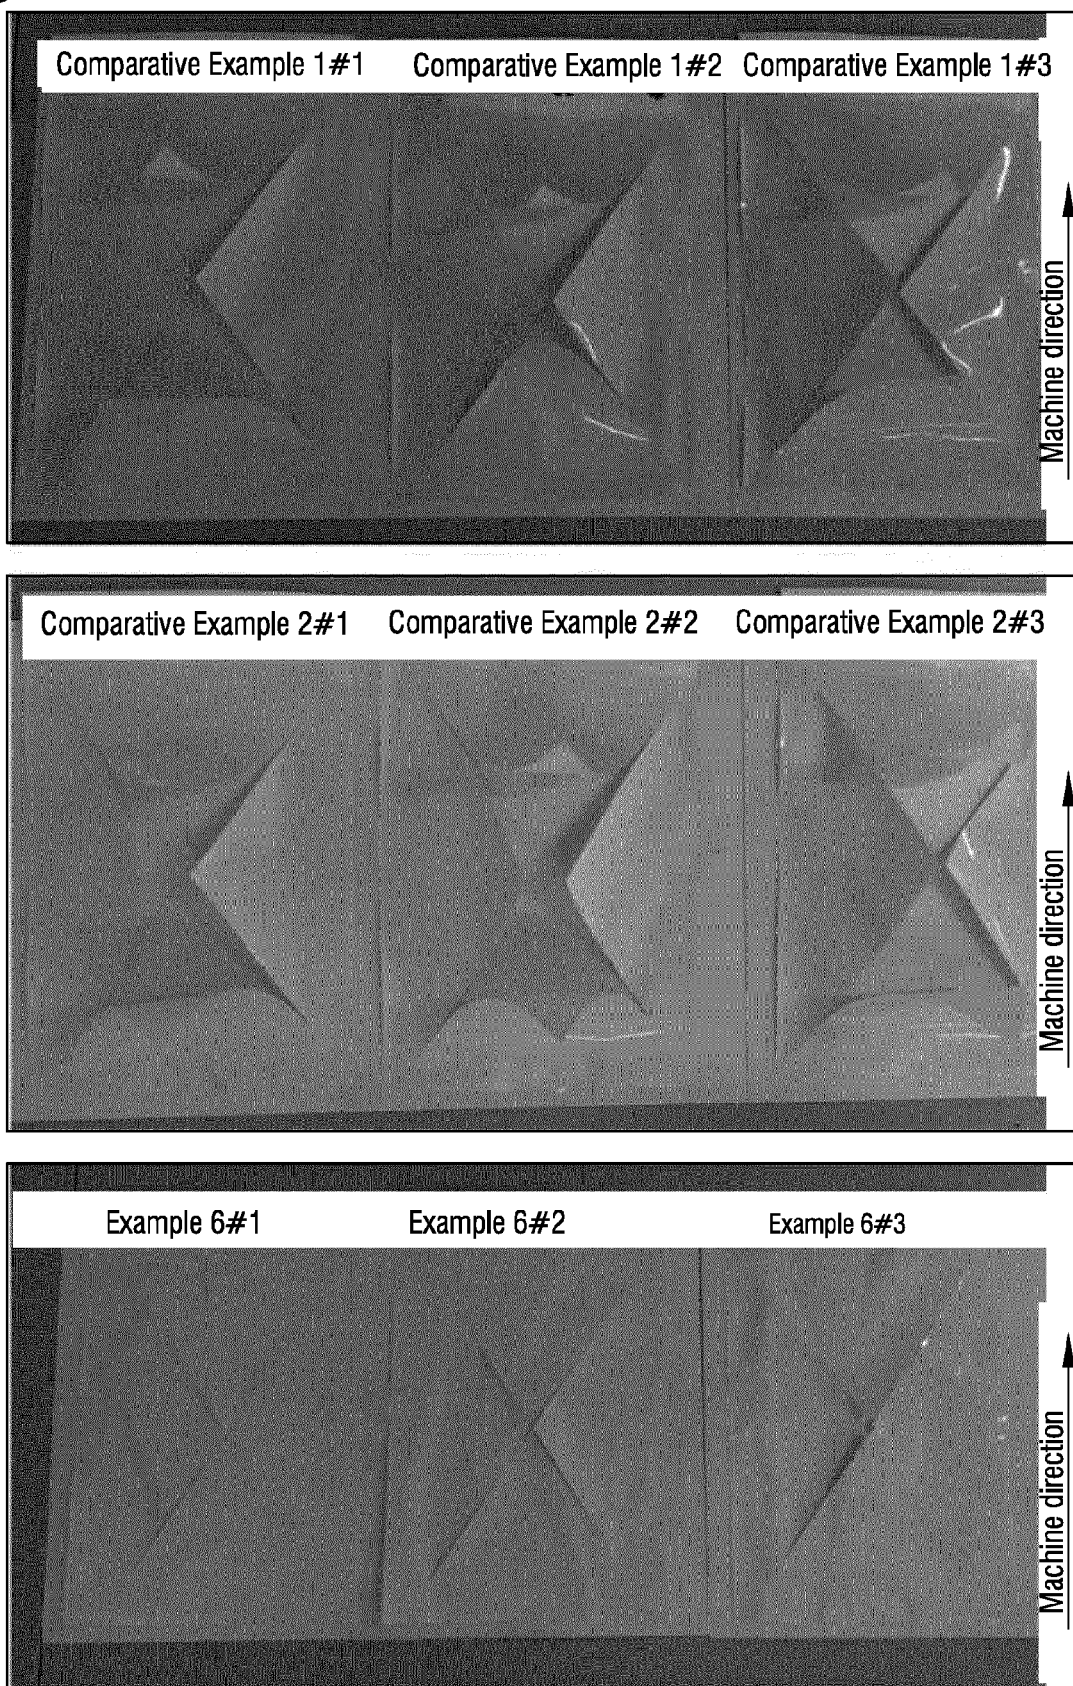 Comparative Example 1#1 Comparative Example 1#2 Comparative Example 1#3
Machine direction
Comparative Example 2#1 Comparative Example 2#2 Comparative Example 2#3
Machine direction
Example 6#1 Example 6#2 Example 6#3
Machine direction